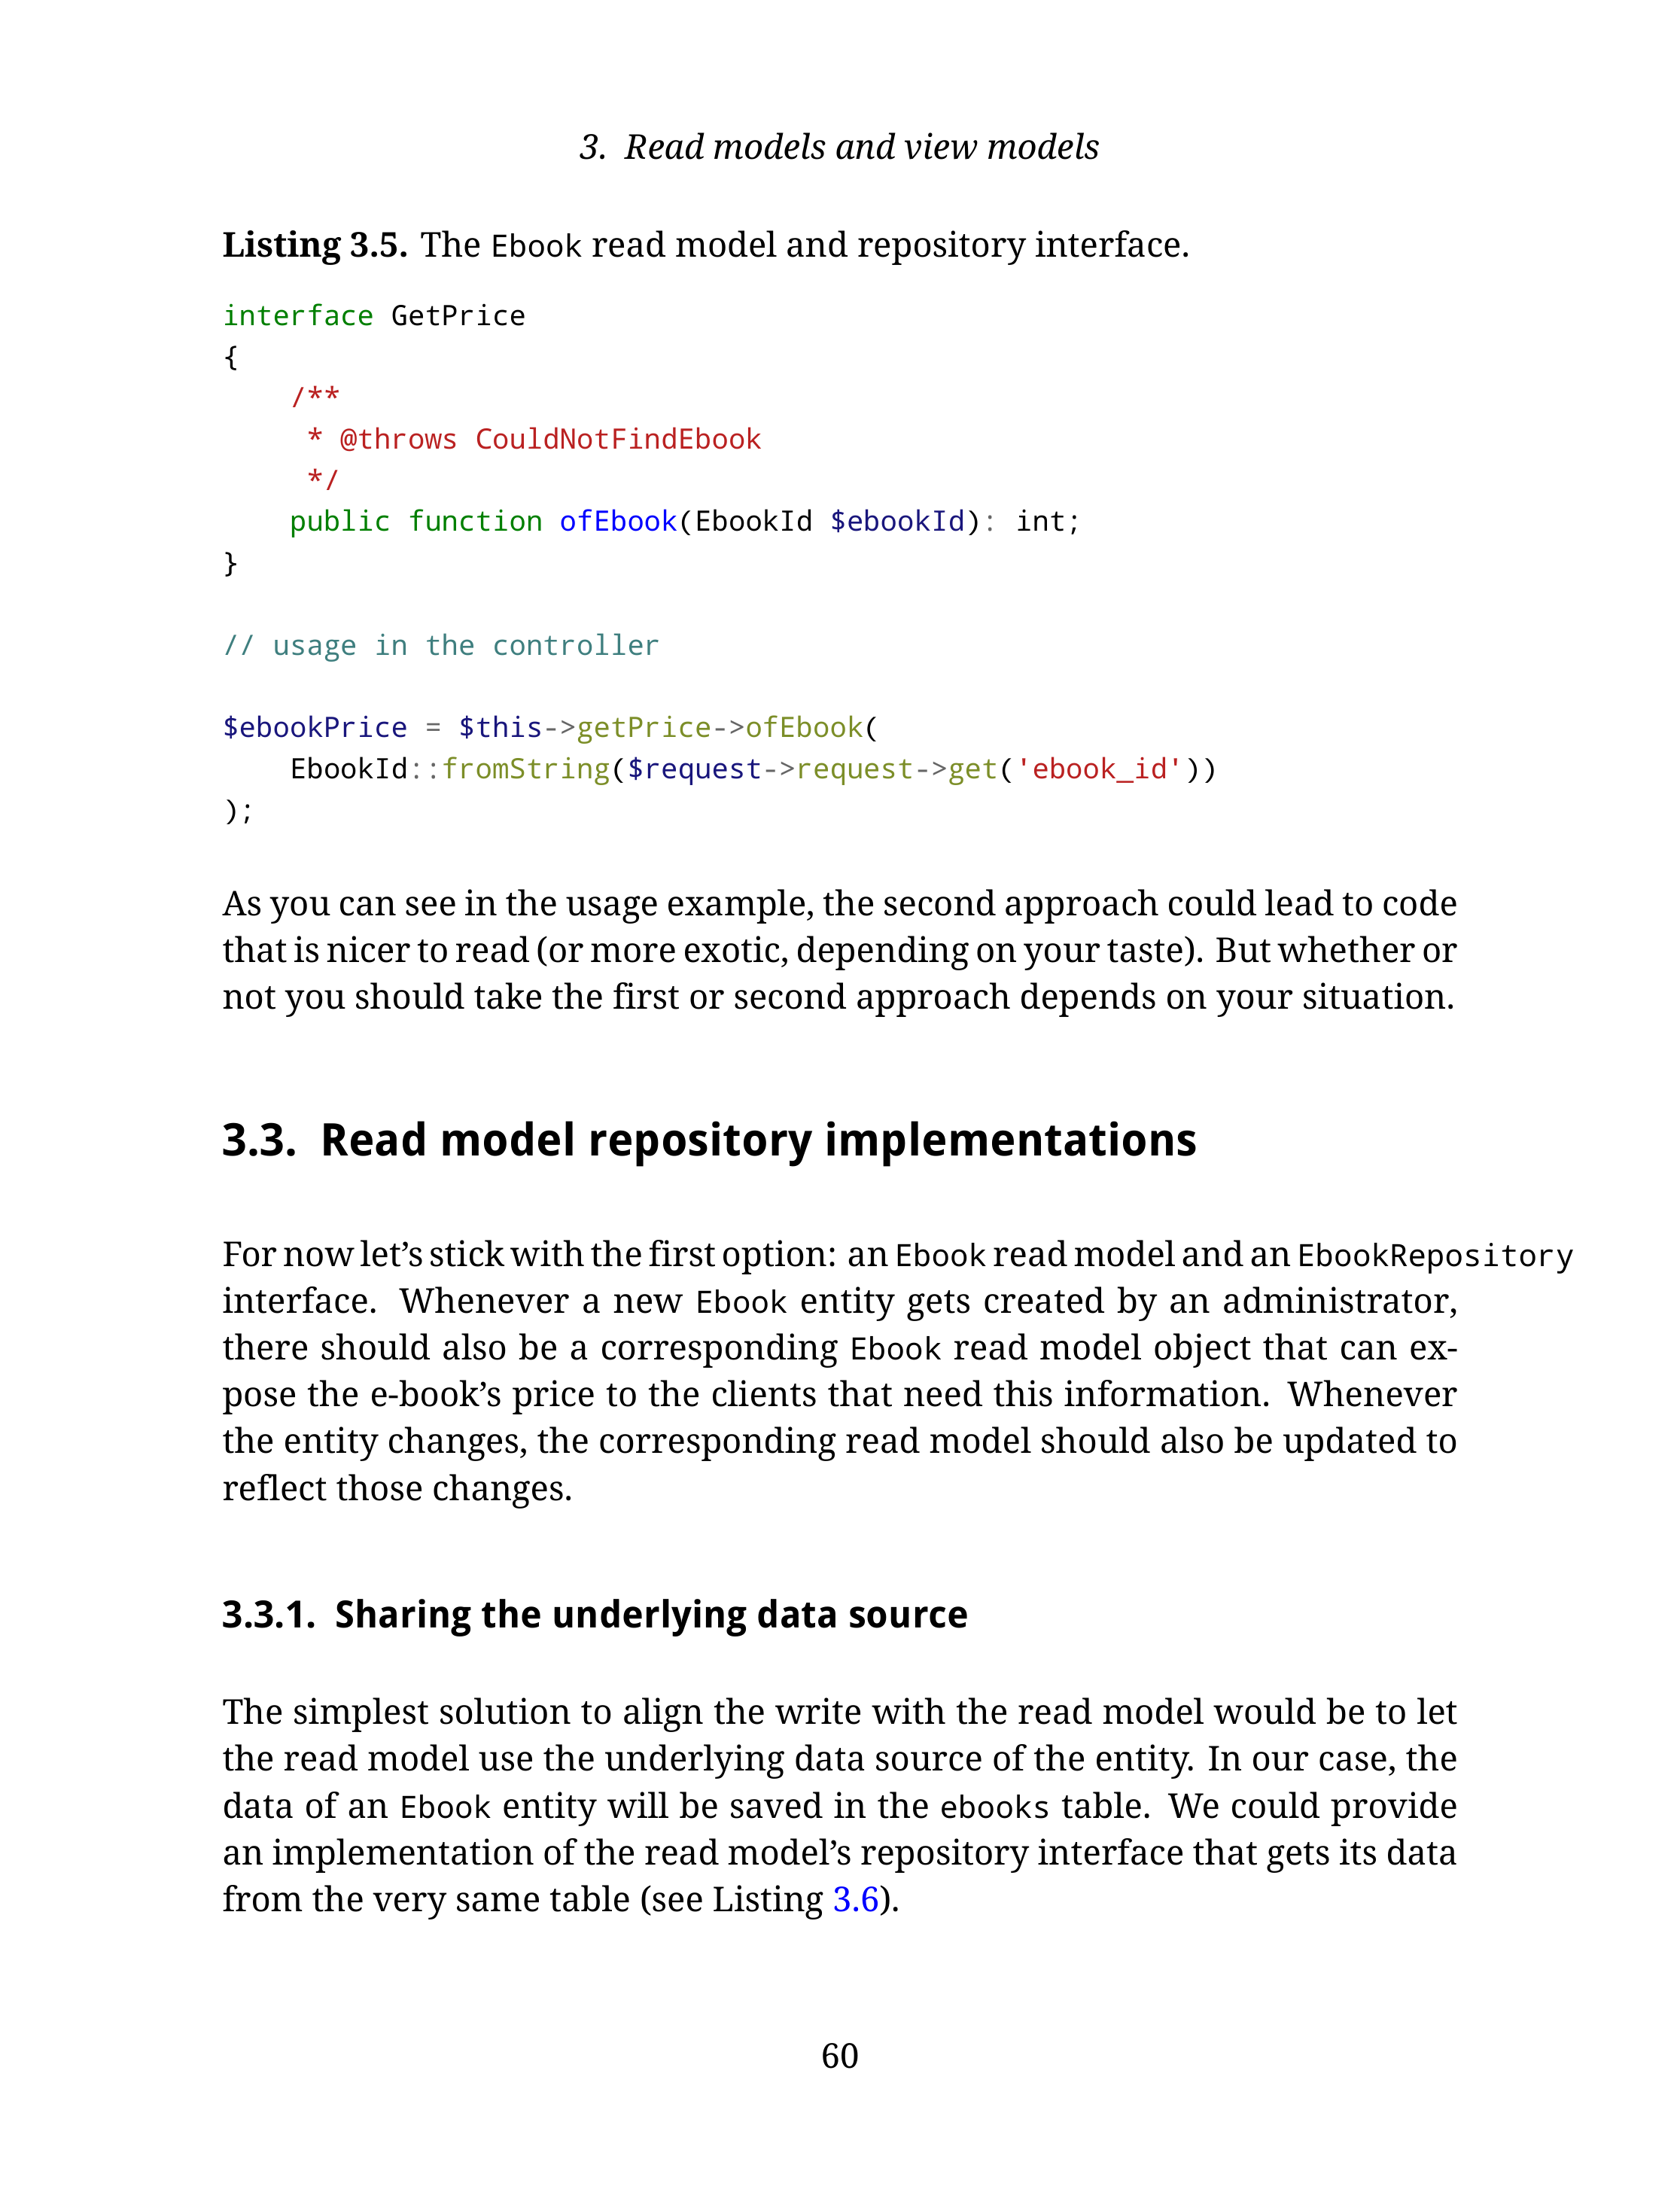 3. Read models and view models
Listing 3.5. The Ebook read model and repository interface.
interface GetPrice
{
    /**
     * @throws CouldNotFindEbook
     */
    public function ofEbook(EbookId $ebookId): int;
}
// usage in the controller
$ebookPrice = $this->getPrice->ofEbook(
    EbookId::fromString($request->request->get('ebook_id'))
);
As you can see in the usage example, the second approach could lead to code
that is nicer to read (or more exotic, depending on your taste). But whether or
not you should take the first or second approach depends on your situation.
3.3. Read model repository implementations
For now let’s stick with the first option: an Ebook read model and an EbookRepository
interface. Whenever a new Ebook entity gets created by an administrator,
there should also be a corresponding Ebook read model object that can ex-
pose the e-book’s price to the clients that need this information. Whenever
the entity changes, the corresponding read model should also be updated to
reflect those changes.
3.3.1. Sharing the underlying data source
The simplest solution to align the write with the read model would be to let
the read model use the underlying data source of the entity. In our case, the
data of an Ebook entity will be saved in the ebooks table. We could provide
an implementation of the read model’s repository interface that gets its data
from the very same table (see Listing 3.6).
60